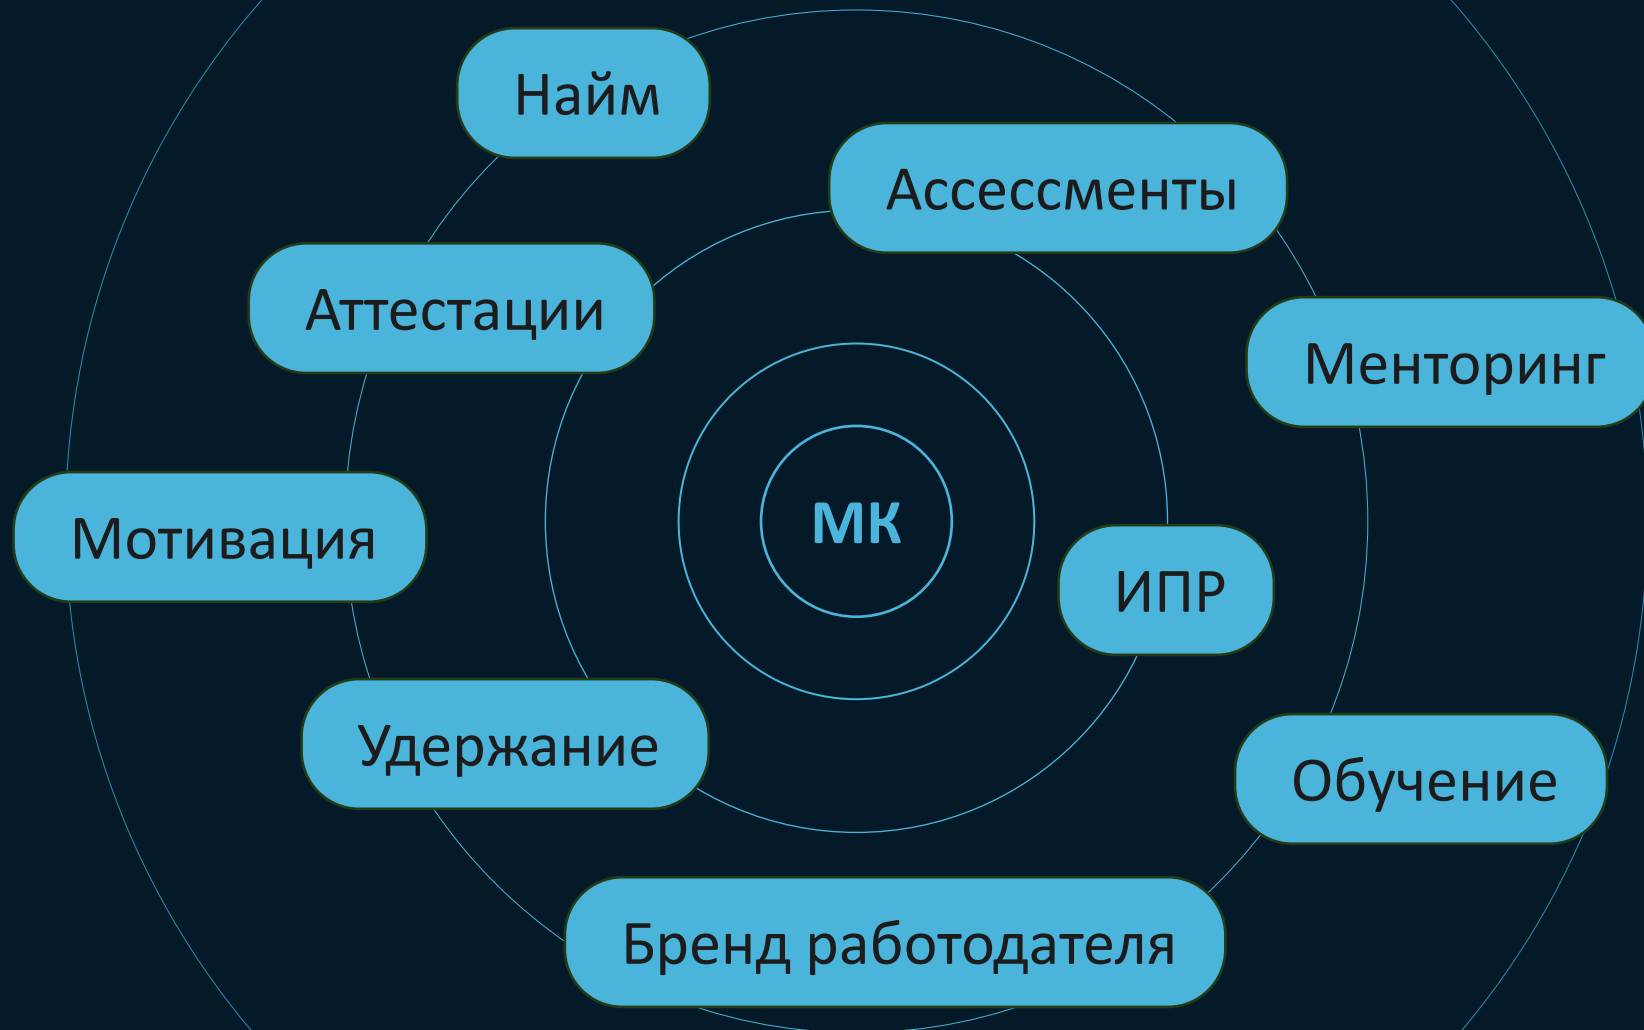 Найм
Ассессменты
Аттестации
Менторинг
МК
Мотивация
ИПР
Удержание
Обучение
Бренд работодателя